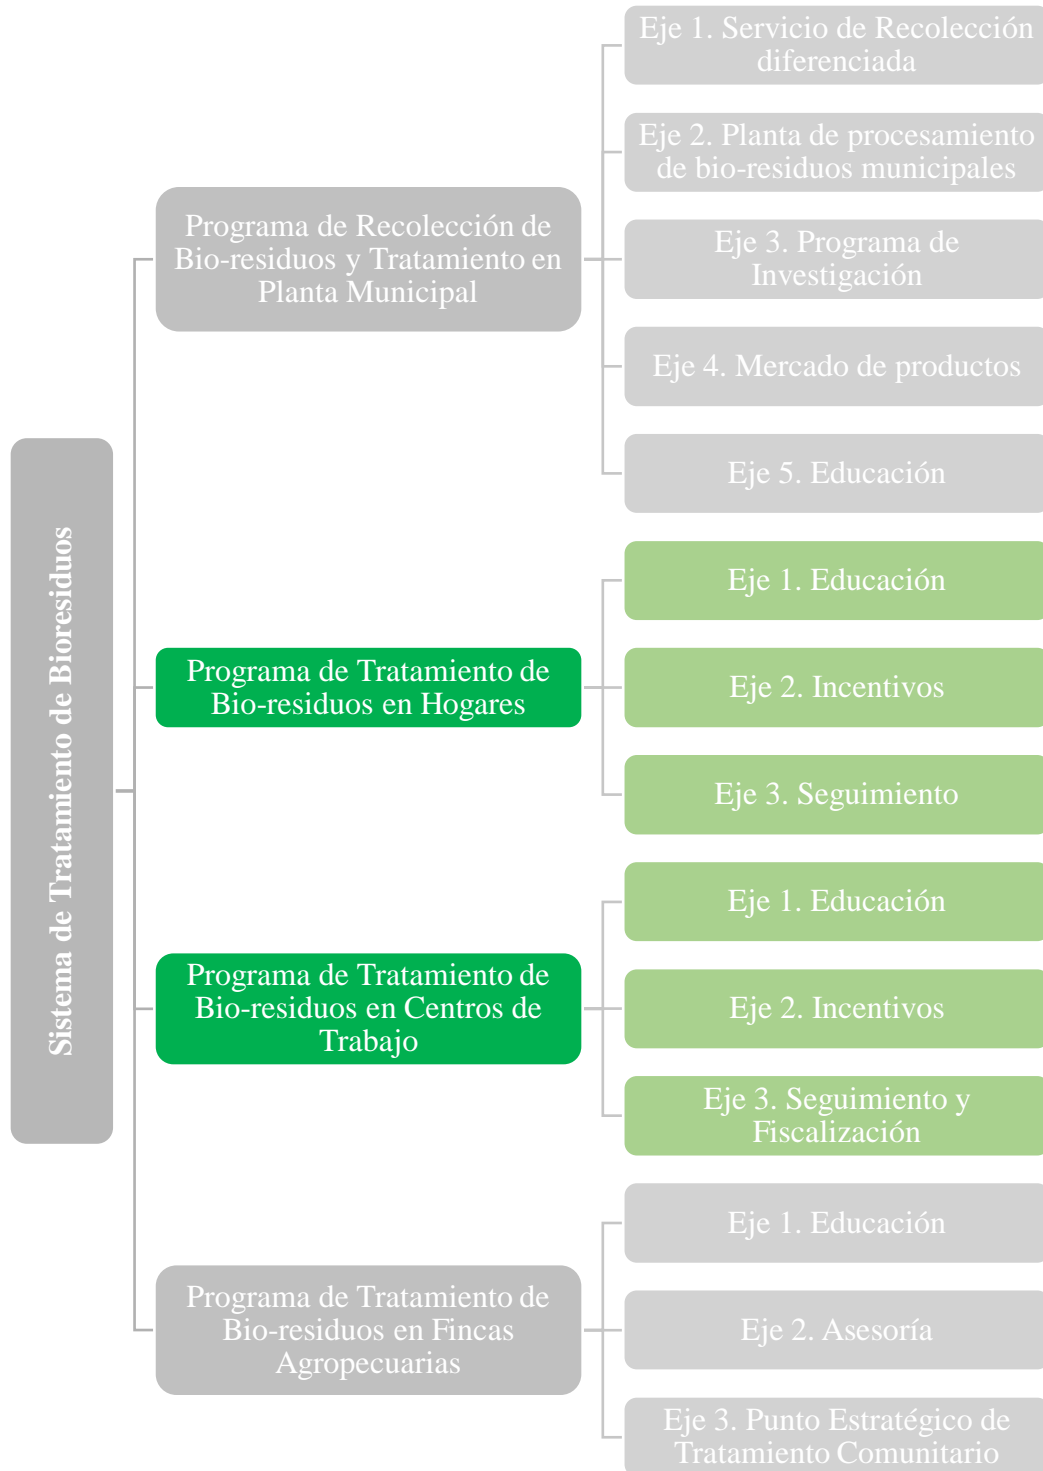 Sistema de Tratamiento de Bioresiduos
Programa de Recolección de
Bio-residuos y Tratamiento en
Planta Municipal
Eje 1. Servicio de Recolección
diferenciada
Eje 2. Planta de procesamiento
de bio-residuos municipales
Eje 3. Programa de
Investigación
Eje 4. Mercado de productos
Eje 5. Educación
Programa de Tratamiento de
Bio-residuos en Hogares
Eje 1. Educación
Eje 2. Incentivos
Eje 3. Seguimiento
Programa de Tratamiento de
Bio-residuos en Centros de
Trabajo
Eje 1. Educación
Eje 2. Incentivos
Eje 3. Seguimiento y
Fiscalización
Programa de Tratamiento de
Bio-residuos en Fincas
Agropecuarias
Eje 1. Educación
Eje 2. Asesoría
Eje 3. Punto Estratégico de
Tratamiento Comunitario